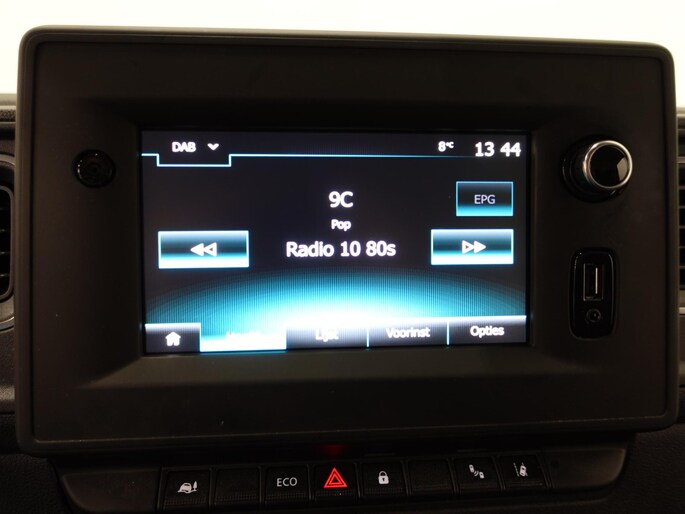 DAB
8°C
13 44
9C
EPG
Pop
Radio 10 80s
Lijst
Voorinst
Opties
ECO